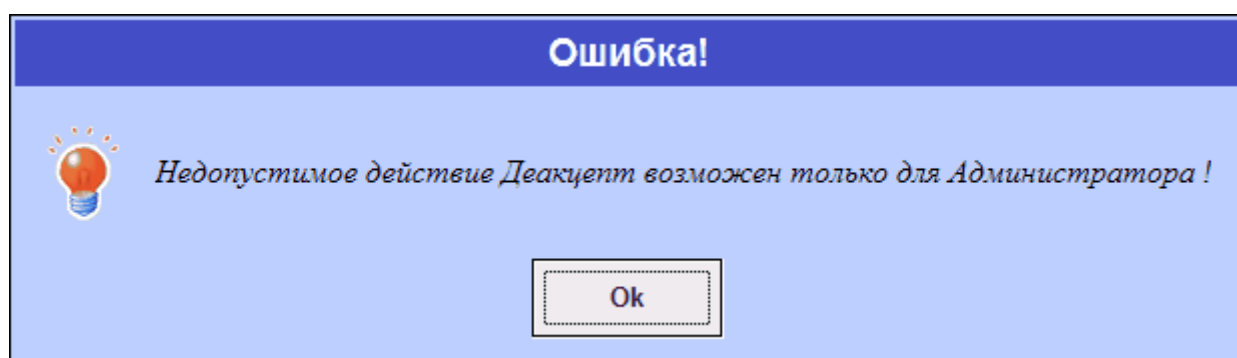 Ошибка!
Недопустимое действие Деакцепт возможен только для Администратора !
Ok